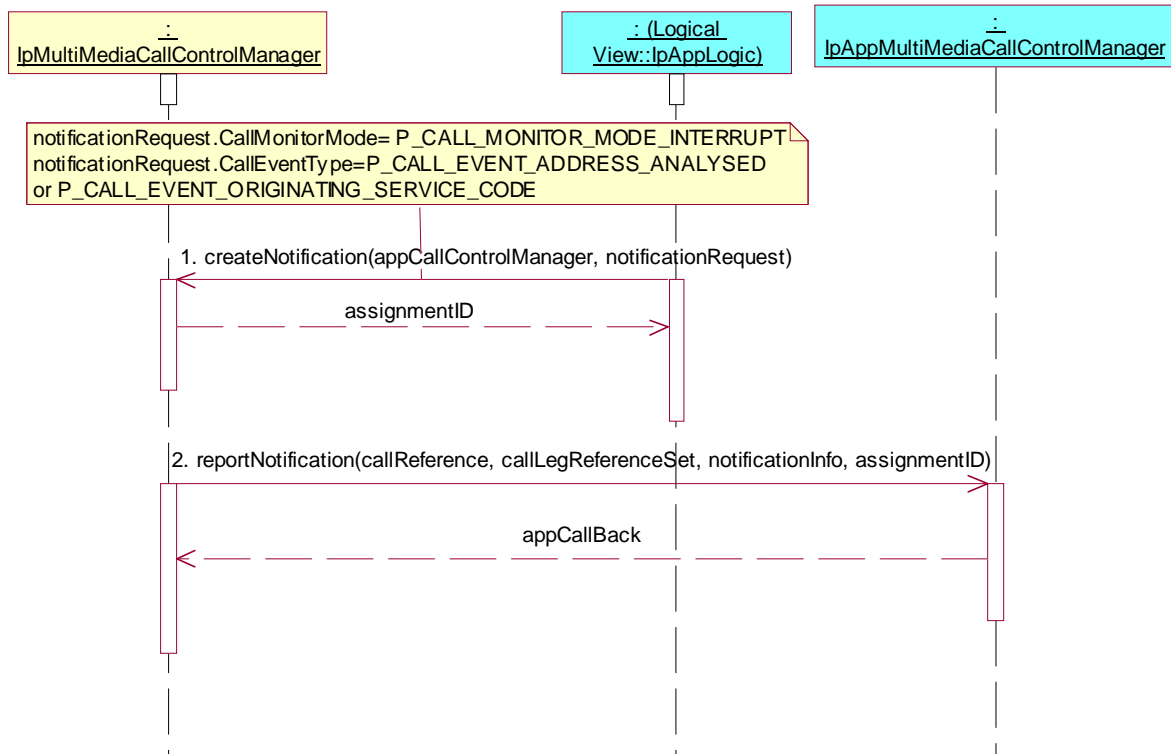 :
IpMultiMediaCallControlManager
: (Logical
View::IpAppLogic)
:
IpAppMultiMediaCallControlManager
notificationRequest.CallMonitorMode= P_CALL_MONITOR_MODE_INTERRUPT
notificationRequest.CallEventType=P_CALL_EVENT_ADDRESS_ANALYSED
or P_CALL_EVENT_ORIGINATING_SERVICE_CODE
1. createNotification(appCallControlManager, notificationRequest)
assignmentID
2. reportNotification(callReference, callLegReferenceSet, notificationInfo, assignmentID)
appCallBack